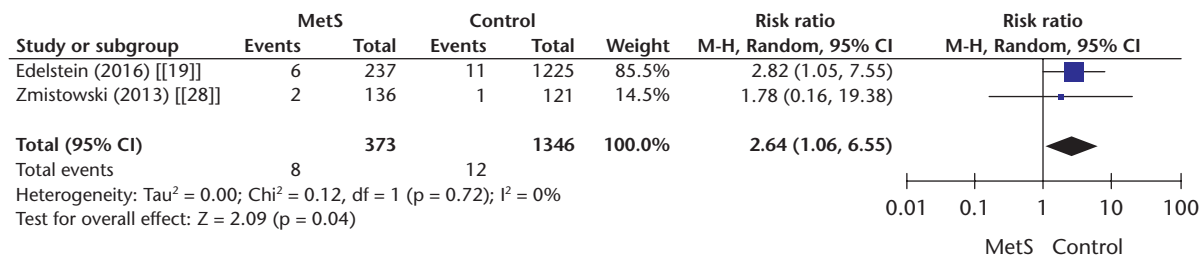 MetS Control Risk ratio Risk ratio
Study or subgroup Events Total Events Total Weight M-H, Random, 95% CI M-H, Random, 95% CI
Edelstein (2016) [[19]] 6 237 11 1225 85.5% 2.82 (1.05, 7.55)
Zmistowski (2013) [[28]] 2 136 1 121 14.5% 1.78 (0.16, 19.38)
Total (95% CI) 373 1346 100.0% 2.64 (1.06, 6.55)
Total events 8 12
Heterogeneity: Tau² = 0.00; Chi² = 0.12, df = 1 (p = 0.72); I² = 0%
Test for overall effect: Z = 2.09 (p = 0.04)
0.01 0.1 1 10 100
MetS Control